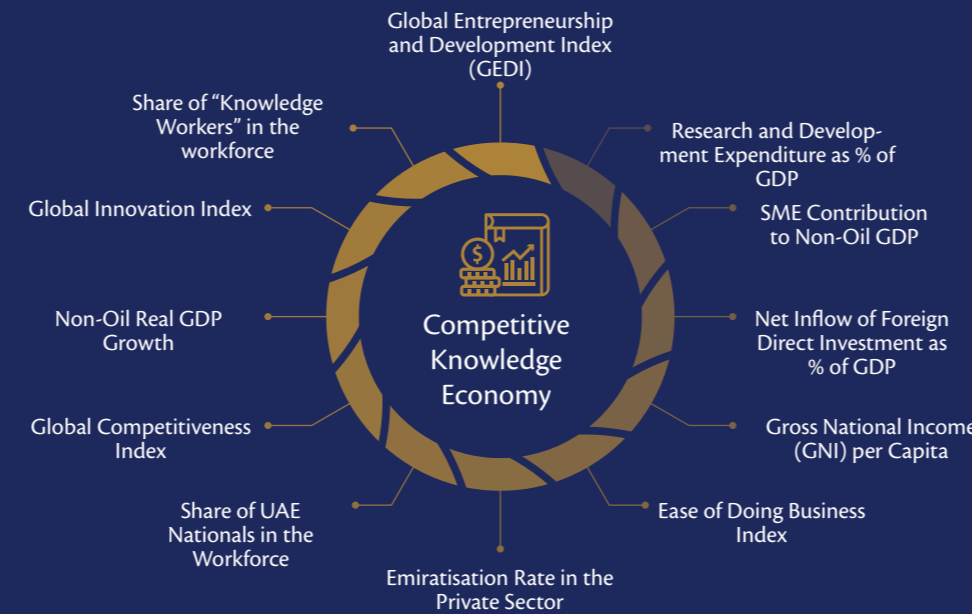 Global Entrepreneurship
and Development Index
(GEDI)
Share of “Knowledge
Workers” in the
workforce
Research and Develop-
ment Expenditure as % of
GDP
Global Innovation Index
SME Contribution
to Non-Oil GDP
$
Non-Oil Real GDP
Growth
Competitive
Knowledge
Economy
Net Inflow of Foreign
Direct Investment as
% of GDP
Global Competitiveness
Index
Gross National Income
(GNI) per Capita
Share of UAE
Nationals in the
Workforce
Ease of Doing Business
Index
Emiratisation Rate in the
Private Sector